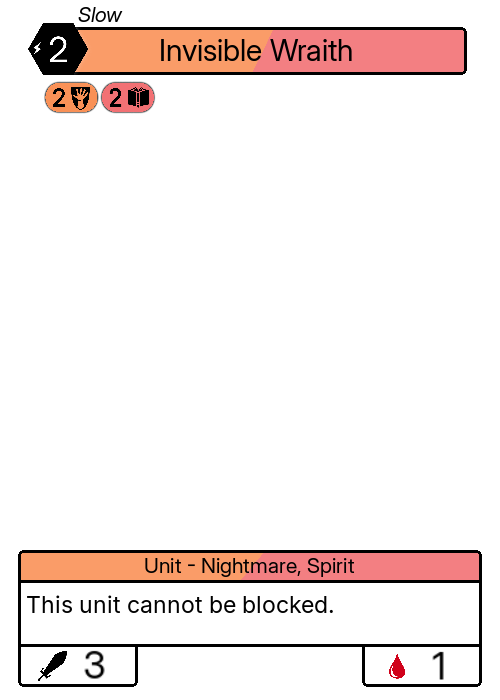 Slow
2 Invisible Wraith
2 2
Unit - Nightmare, Spirit
This unit cannot be blocked.
3 1